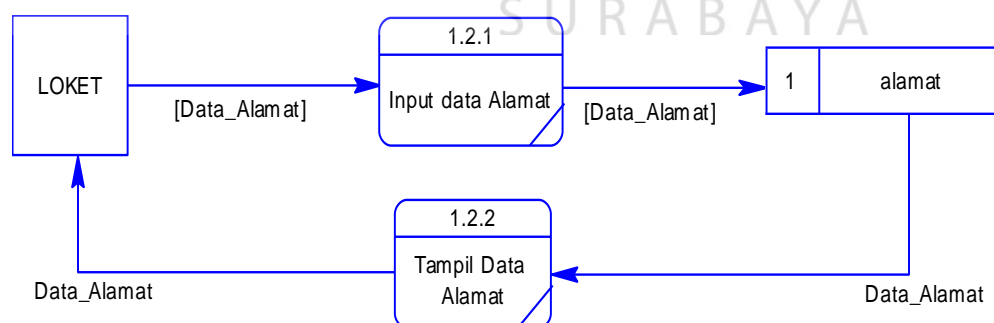 SURABAYA
1.2.1
LOKET
Input data Alamat
1
alamat
[Data_Alamat]
[Data_Alamat]
1.2.2
Tampil Data
Alamat
Data_Alamat
Data_Alamat